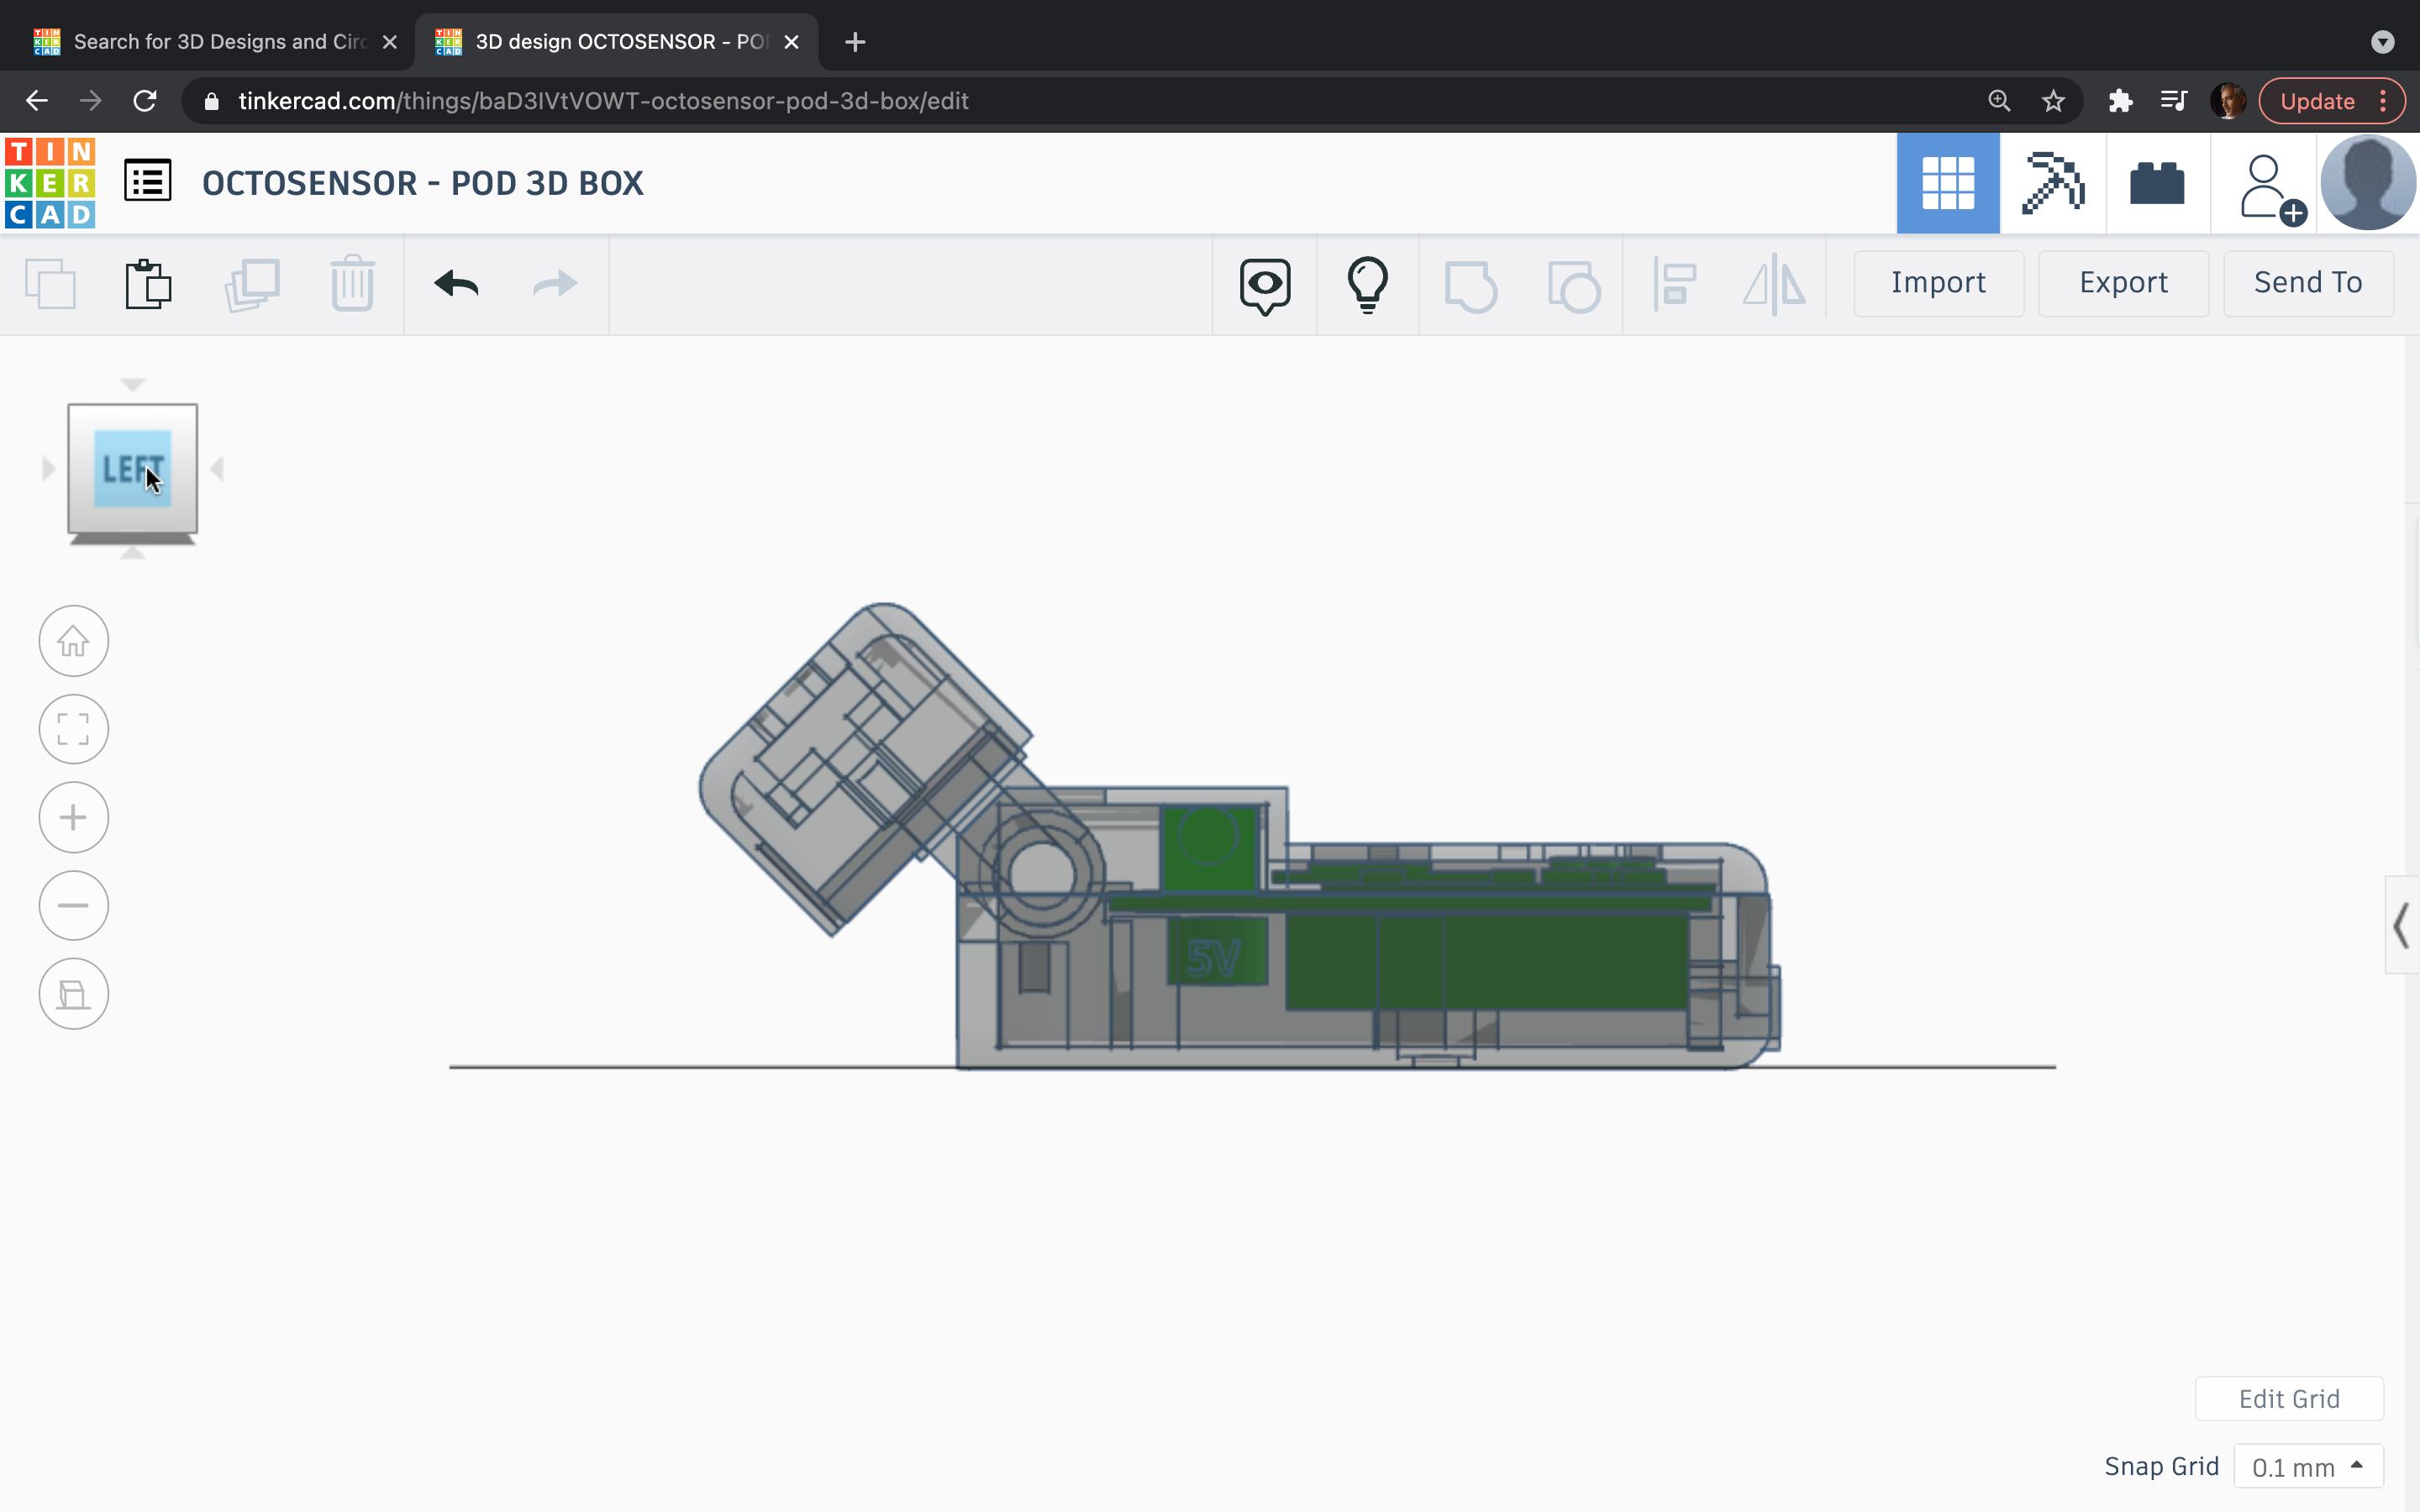 Search for 3D Designs and Circ
3D design OCTOSENSOR - POD
tinkercad.com/things/baD3IVtVOWT-octosensor-pod-3d-box/edit
Update
TIN
KER
CAD
OCTOSENSOR - POD 3D BOX
Import
Export
Send To
LEFT
5V
Edit Grid
Snap Grid
0.1 mm